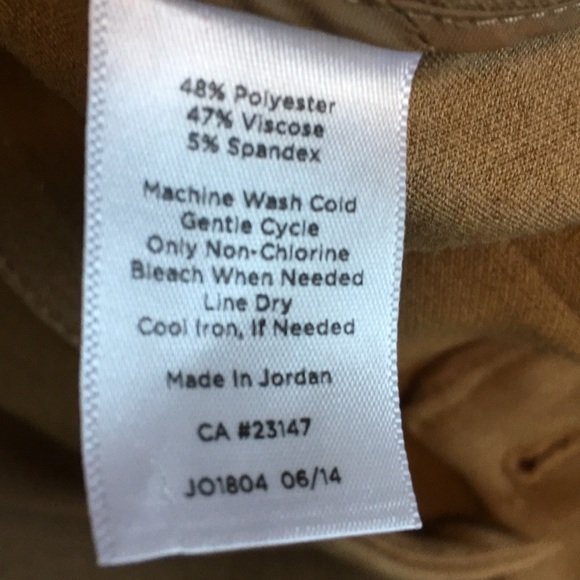 48% Polyester
47% Viscose
5% Spandex
Machine Wash Cold
Gentle Cycle
Only Non-Chlorine
Bleach When Needed
Line Dry
Cool Iron, If Needed
Made In Jordan
CA #23147
JO1804 06/14